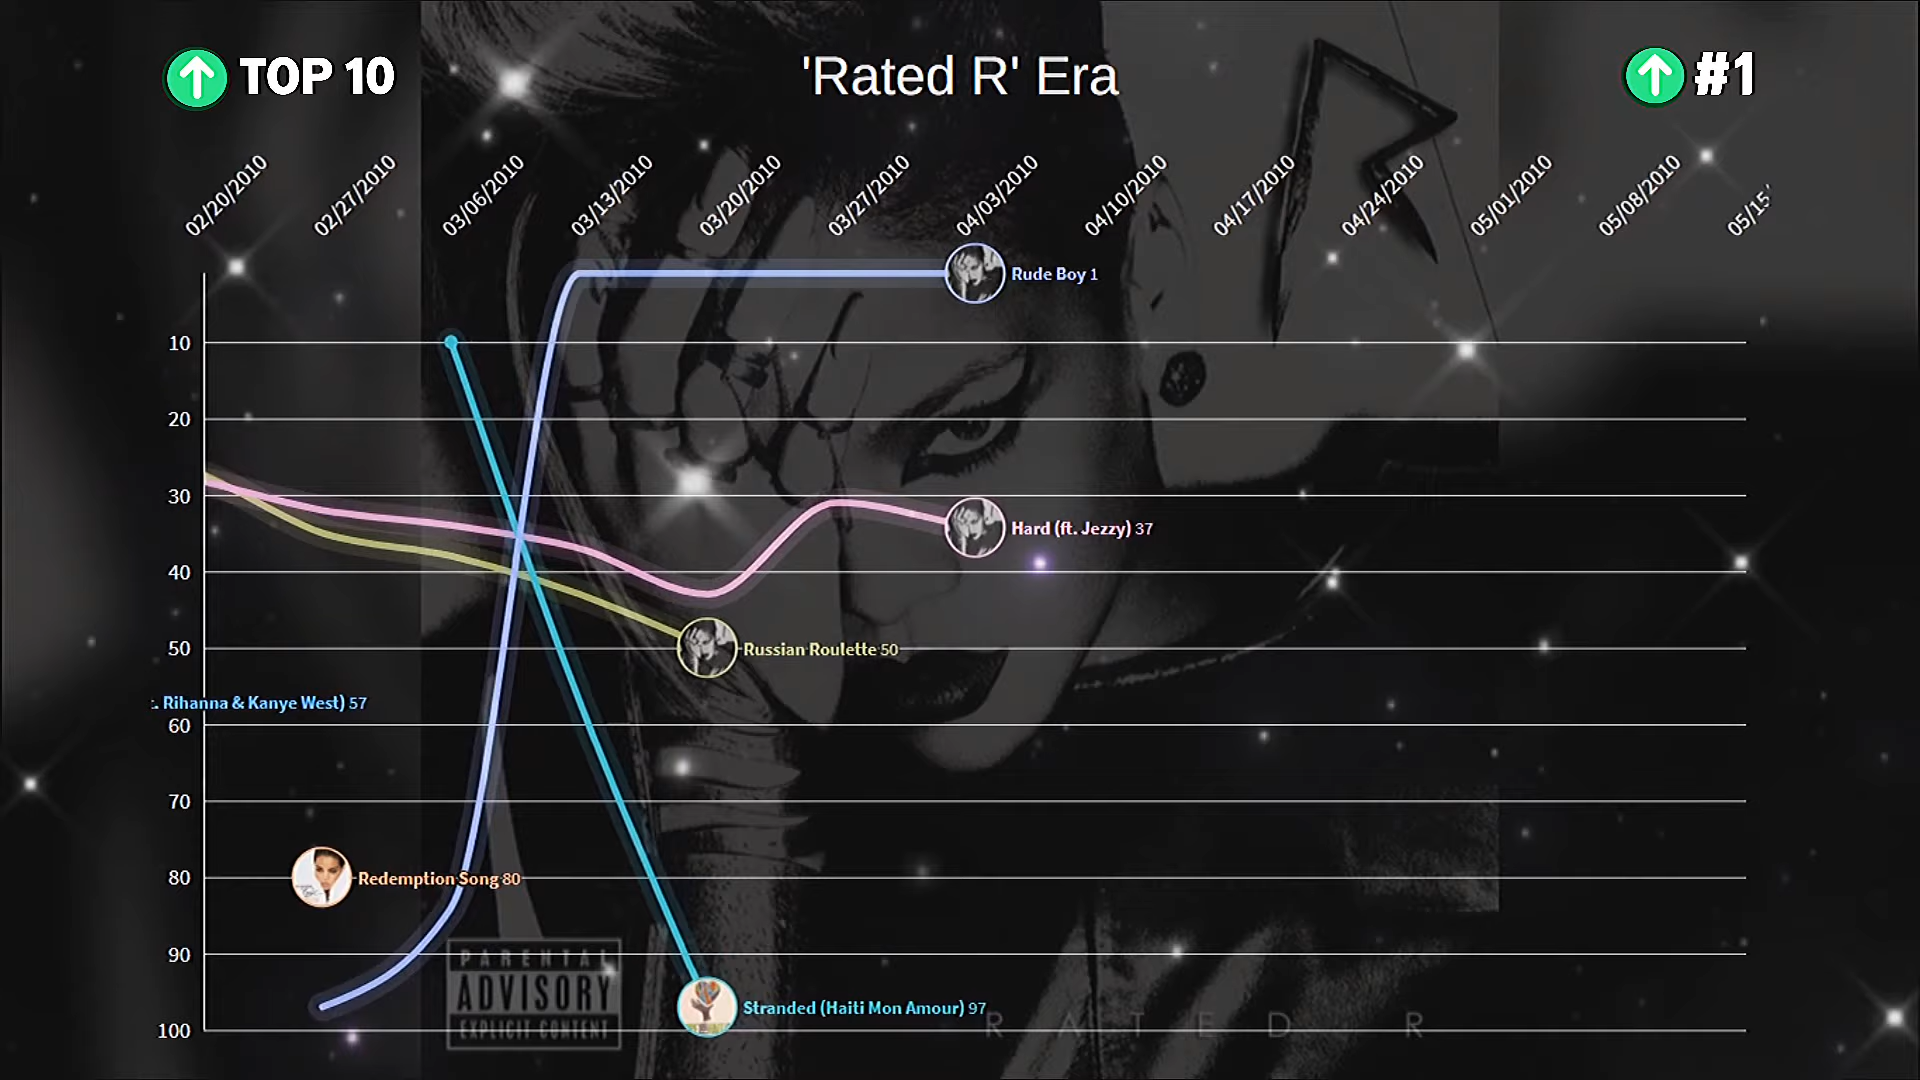 TOP 10
'Rated R' Era
#1
02/20/2010
02/27/2010
03/06/2010
03/13/2010
03/20/2010
03/27/2010
04/03/2010
04/10/2010
04/17/2010
04/24/2010
05/01/2010
05/08/2010
05/15
Rude Boy 1
10
20
30
Hard (ft. Jezzy) 37
40
50
Russian Roulette 50
. Rihanna & Kanye West) 57
60
70
80
Redemption Song 80
90
PARENTAL
ADVISORY
EXPLICIT CONTENT
Stranded (Haiti Mon Amour) 97
100
RATED R